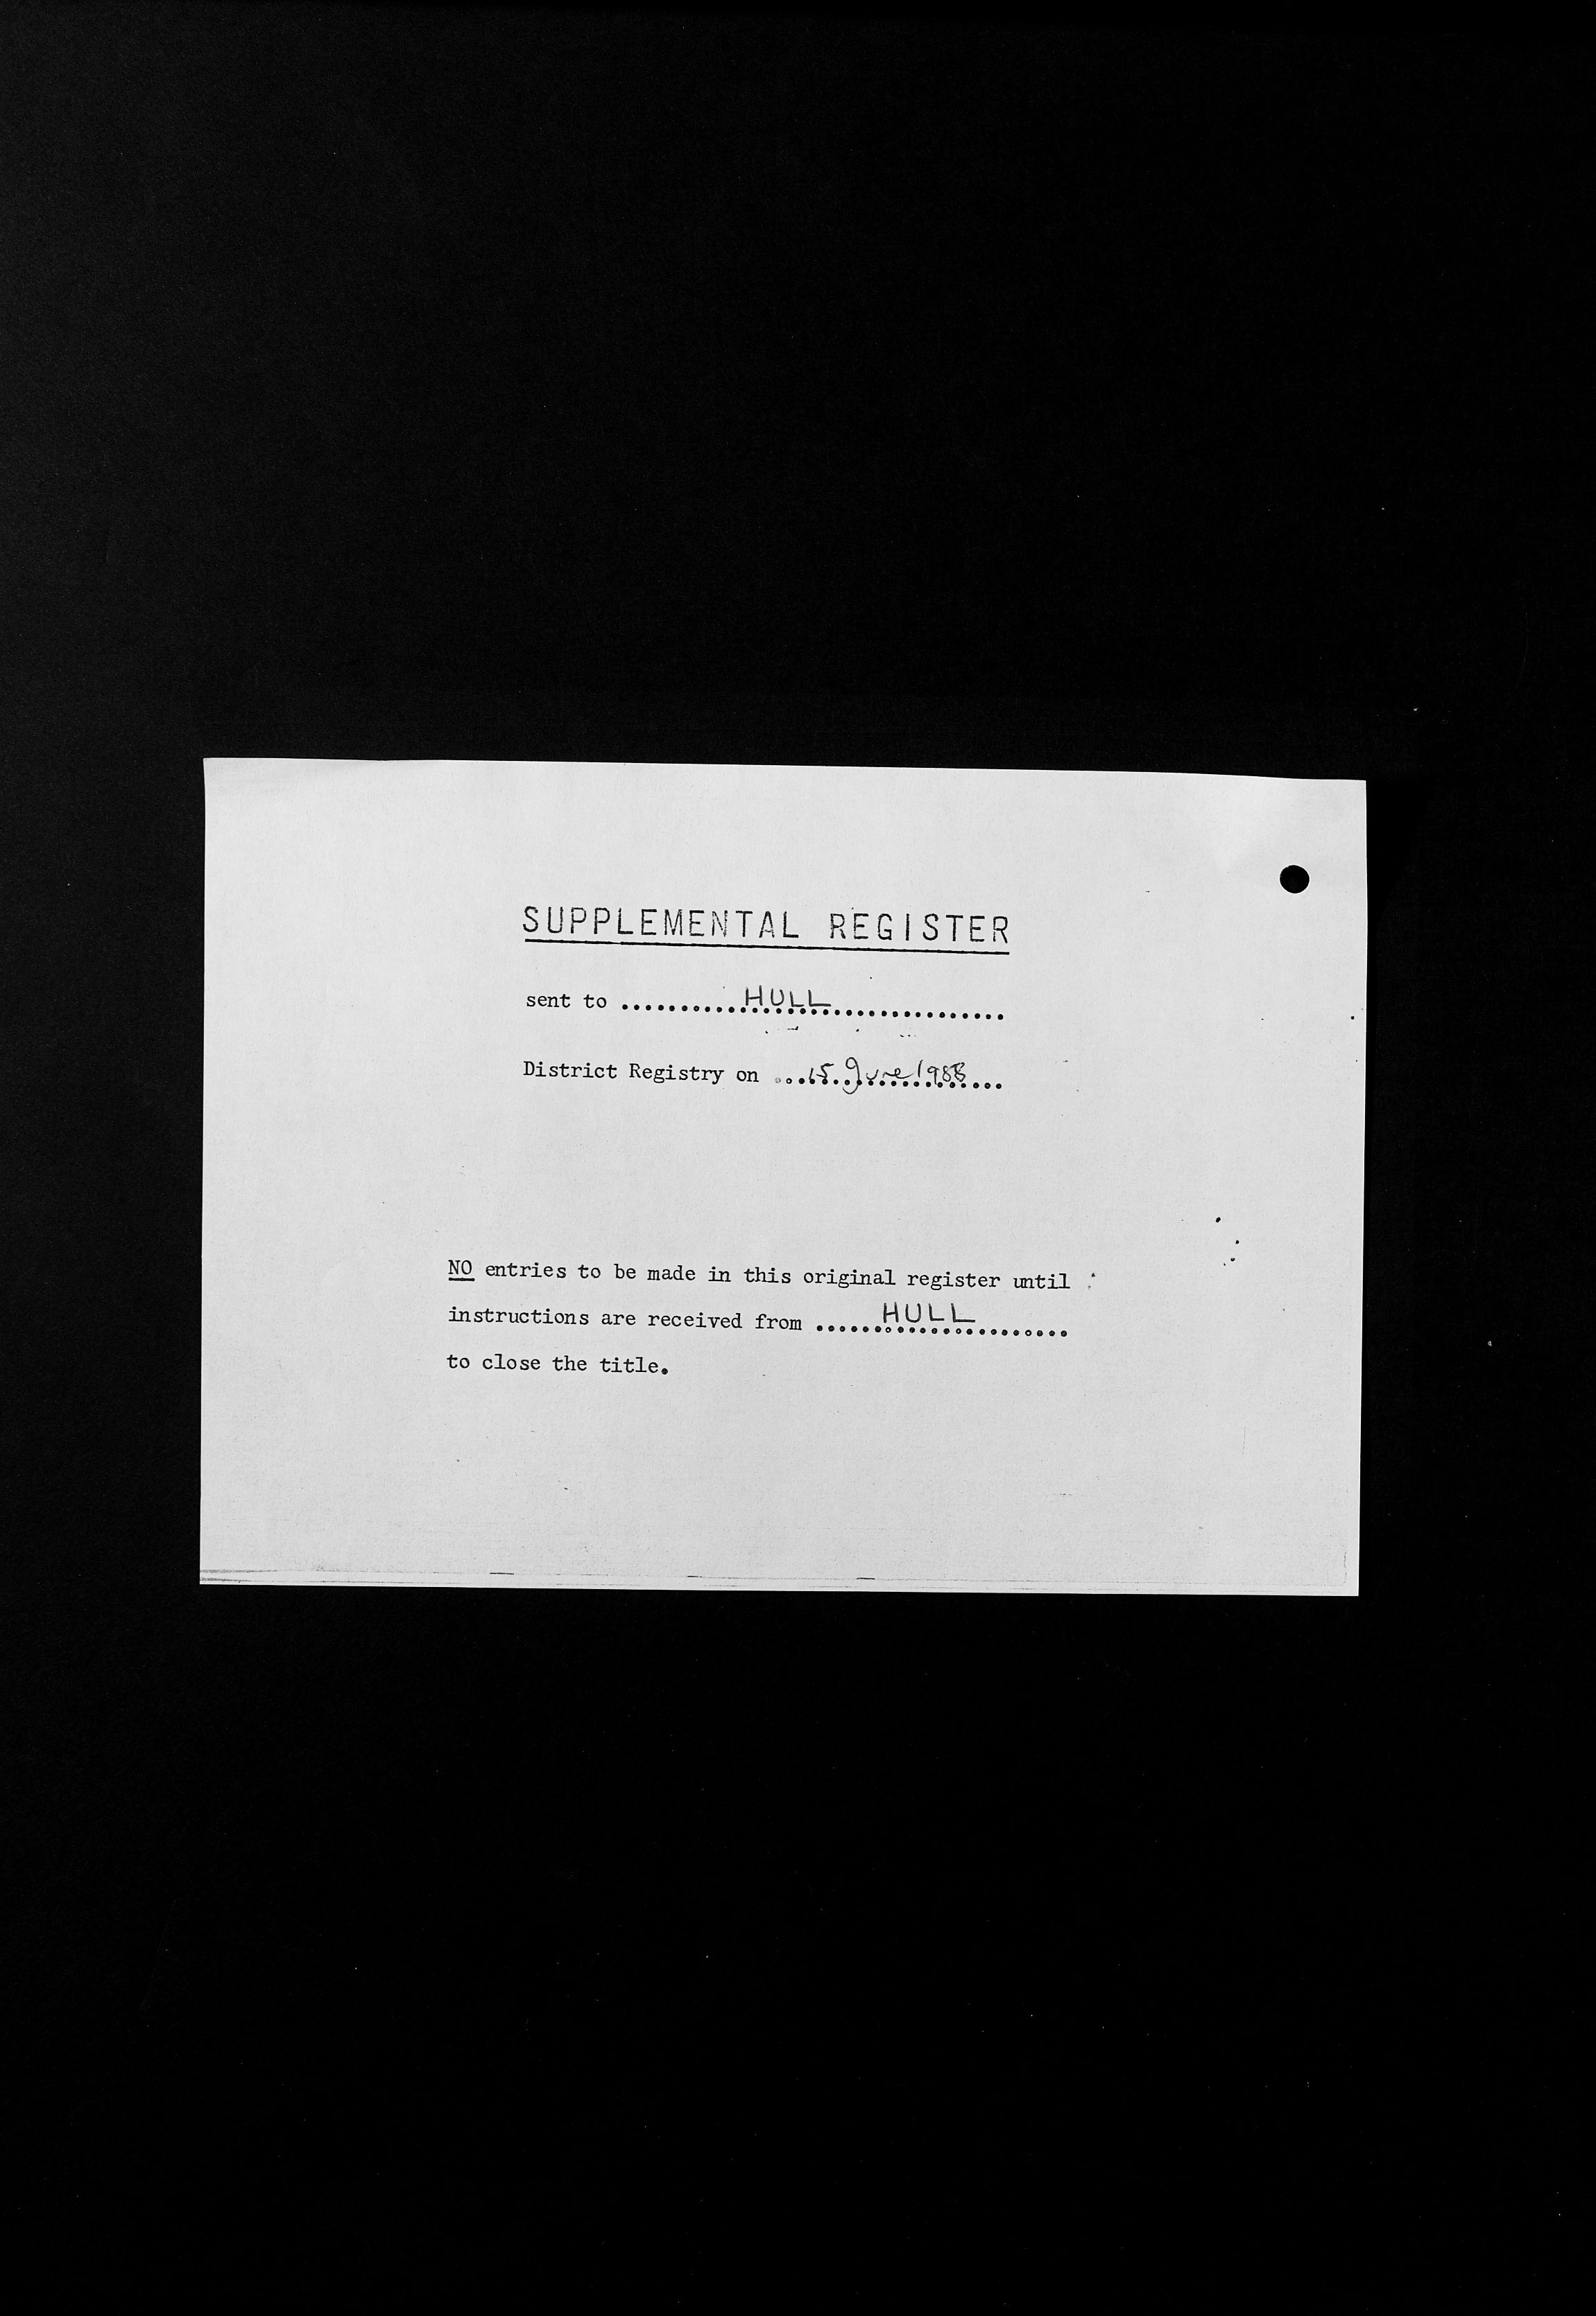 SUPPLEMENTAL REGISTER
sent to ..........HULL..............................
District Registry on ....15 June 1988....
NO entries to be made in this original register until
instructions are received from ......HULL................
to close the title.